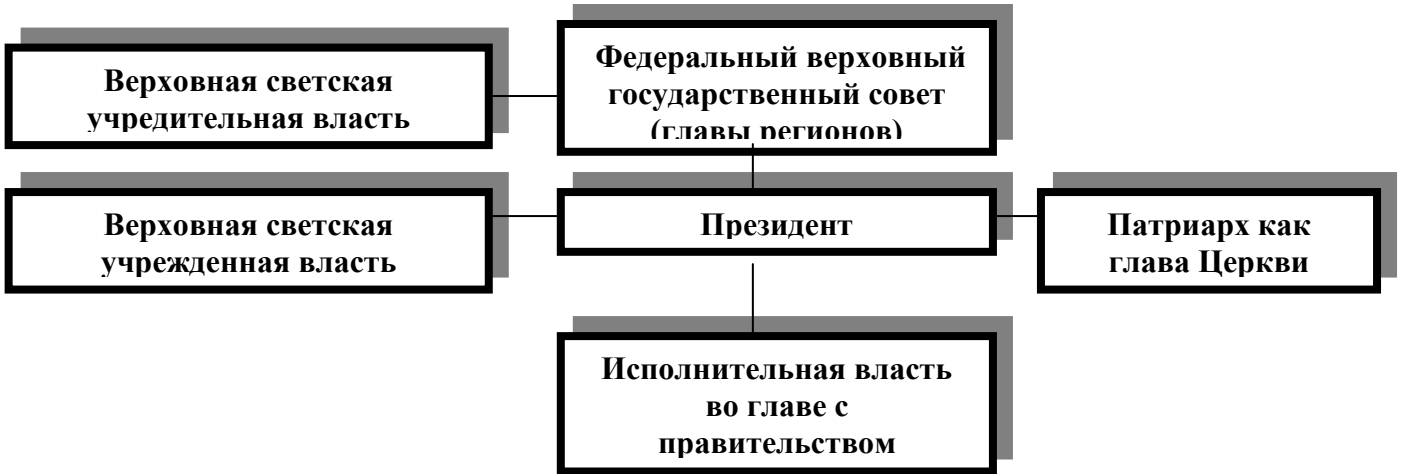 Верховная светская
учредительная власть
Федеральный верховный
государственный совет
(главы регионов)
Верховная светская
учрежденная власть
Президент
Патриарх как
глава Церкви
Исполнительная власть
во главе с
правительством